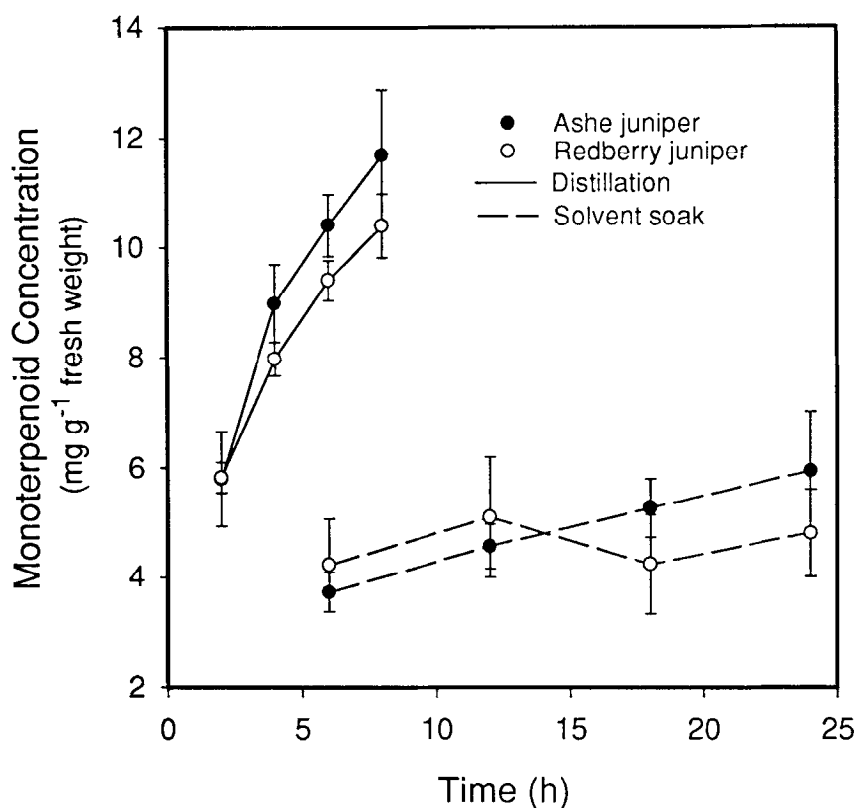 Monoterpenoid Concentration
(mg g⁻¹ fresh weight)
14
12
10
8
6
4
2
Ashe juniper
Redberry juniper
Distillation
Solvent soak
0 5 10 15 20 25
Time (h)